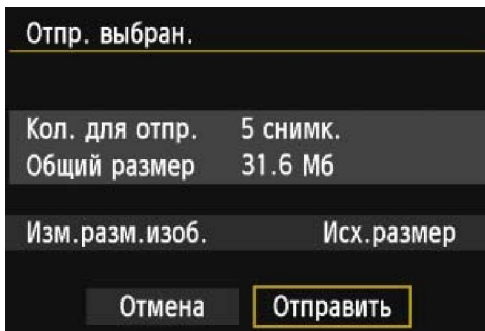 Отпр. выбран.
Кол. для отпр. 5 снимк.
Общий размер 31.6 Мб
Изм.разм.изоб. Исх.размер
Отмена Отправить